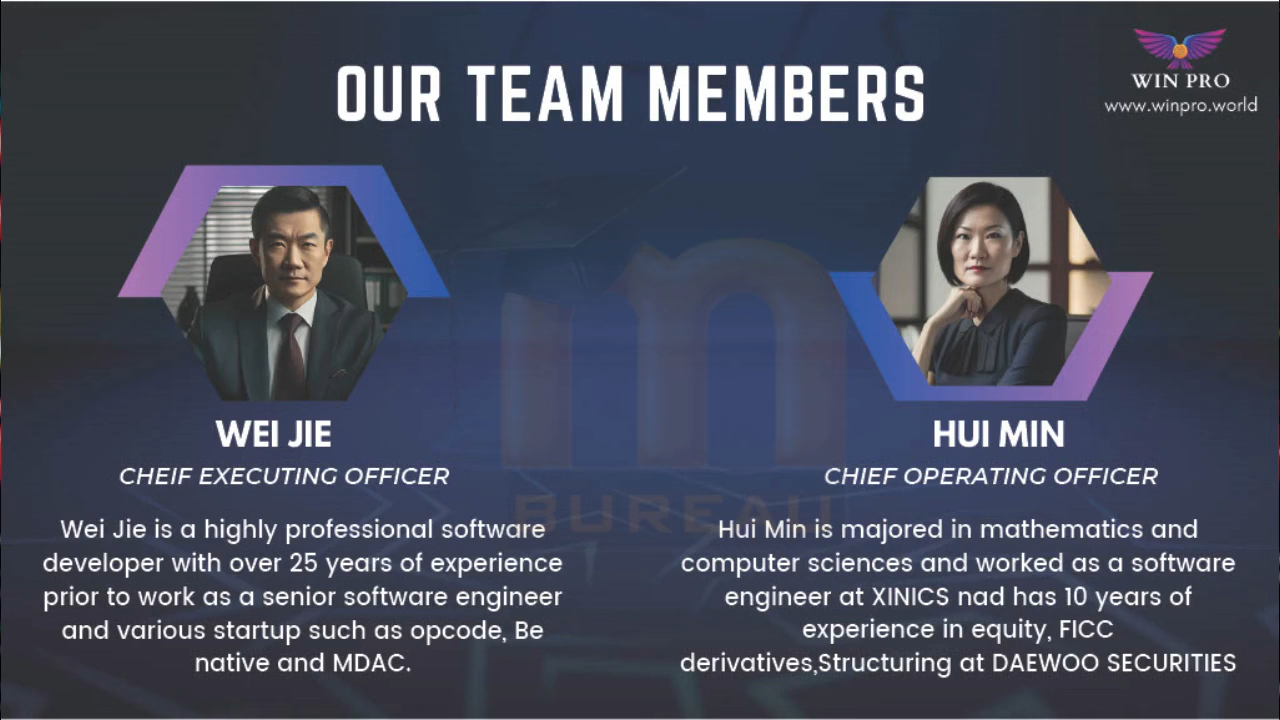 OUR TEAM MEMBERS
WIN PRO
www.winpro.world
WEI JIE
CHEIF EXECUTING OFFICER
Wei Jie is a highly professional software
developer with over 25 years of experience
prior to work as a senior software engineer
and various startup such as opcode, Be
native and MDAC.
HUI MIN
CHIEF OPERATING OFFICER
Hui Min is majored in mathematics and
computer sciences and worked as a software
engineer at XINICS nad has 10 years of
experience in equity, FICC
derivatives,Structuring at DAEWOO SECURITIES
m
BUREAU